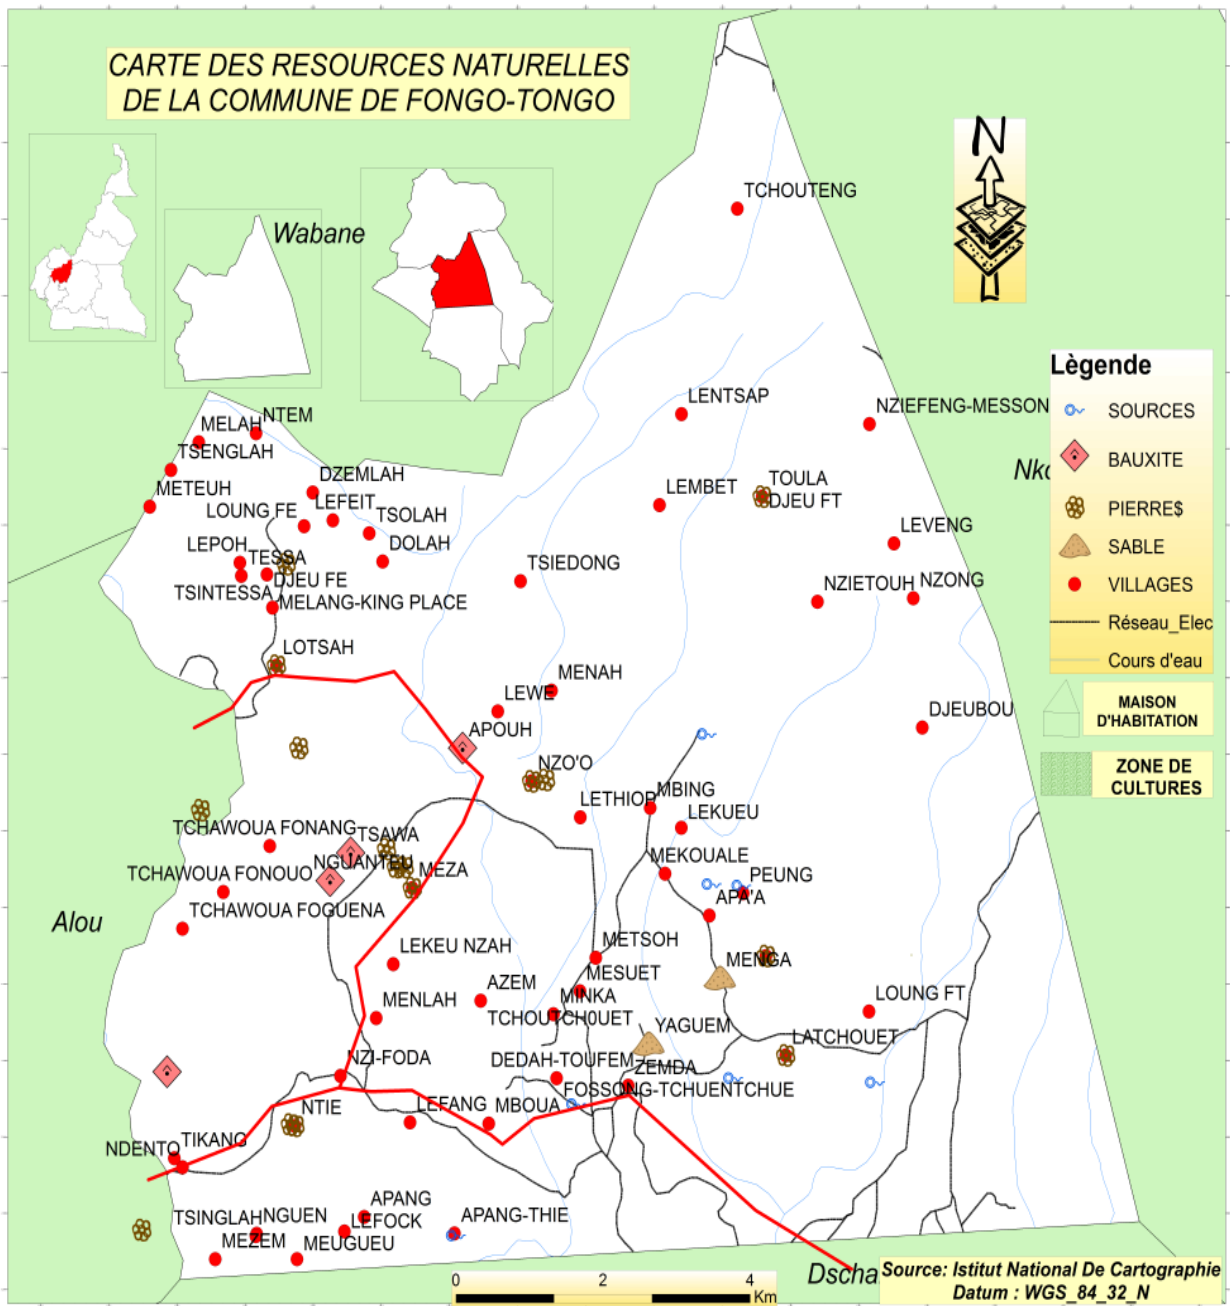 CARTE DES RESOURCES NATURELLES
DE LA COMMUNE DE FONGO-TONGO
N
Wabane
TCHOUTENG
Lègende
SOURCES
BAUXITE
PIERRE$
SABLE
VILLAGES
Réseau_Elec
Cours d'eau
MAISON
D'HABITATION
ZONE DE
CULTURES
LENTSAP
NZIEFENG-MESSON
MELAH
NTEM
TSENGLAH
METEUH
DZEMLAH
LEFEIT
LOUNG FE
TSOLAH
LEMBET
TOULA
DJEU FT
Nko
LEVENG
LEPOH
TESSA
DOLAH
TSIEDONG
TSINTESSA
DJEU FE
MELANG-KING PLACE
NZIETOUH
NZONG
LOTSAH
MENAH
LEWE
APOUH
DJEUBOU
NZO'O
LETHIOP
MBING
LEKUEU
TCHAWOUA FONANG
TSAWA
NGUANTEU
MEZA
MEKOUALE
PEUNG
TCHAWOUA FONOUO
TCHAWOUA FOGUENA
APA'A
Alou
LEKEU NZAH
METSOH
MENGA
MESUET
AZEM
MINKA
LOUNG FT
MENLAH
TCHOUTCH0UET
YAGUEM
LATCHOUET
NZI-FODA
DEDAH-TOUFEM
ZEMDA
FOSSONG-TCHUENTCHUE
NTIE
LEFANG
MBOUA
NDENTO
TIKANG
TSINGLAH
NGUEN
APANG
LEFOCK
APANG-THIE
MEZEM
MEUGUEU
Dscha
0 2 4
Km
Source: Istitut National De Cartographie
Datum : WGS_84_32_N